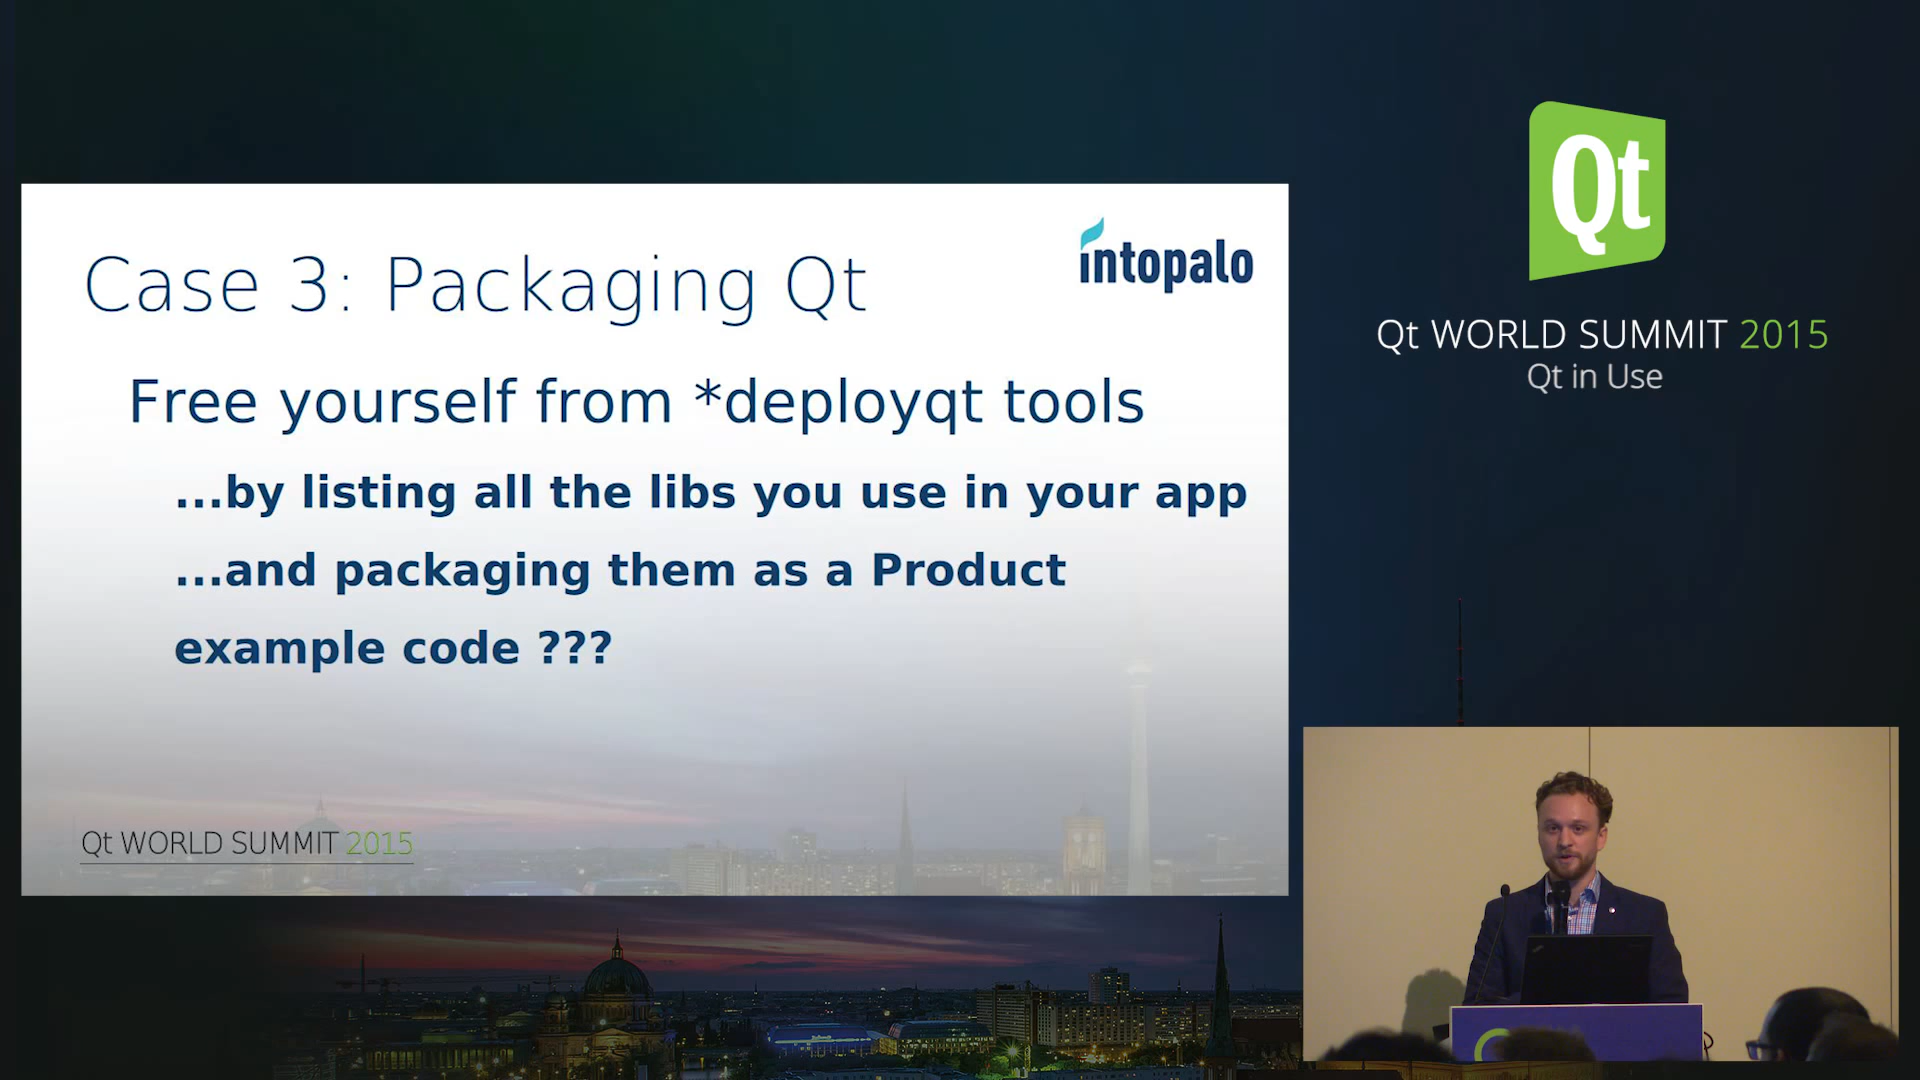 Case 3: Packaging Qt
intopalo
Free yourself from *deployqt tools
...by listing all the libs you use in your app
...and packaging them as a Product
example code ???
Qt WORLD SUMMIT 2015
Qt
Qt WORLD SUMMIT 2015
Qt in Use